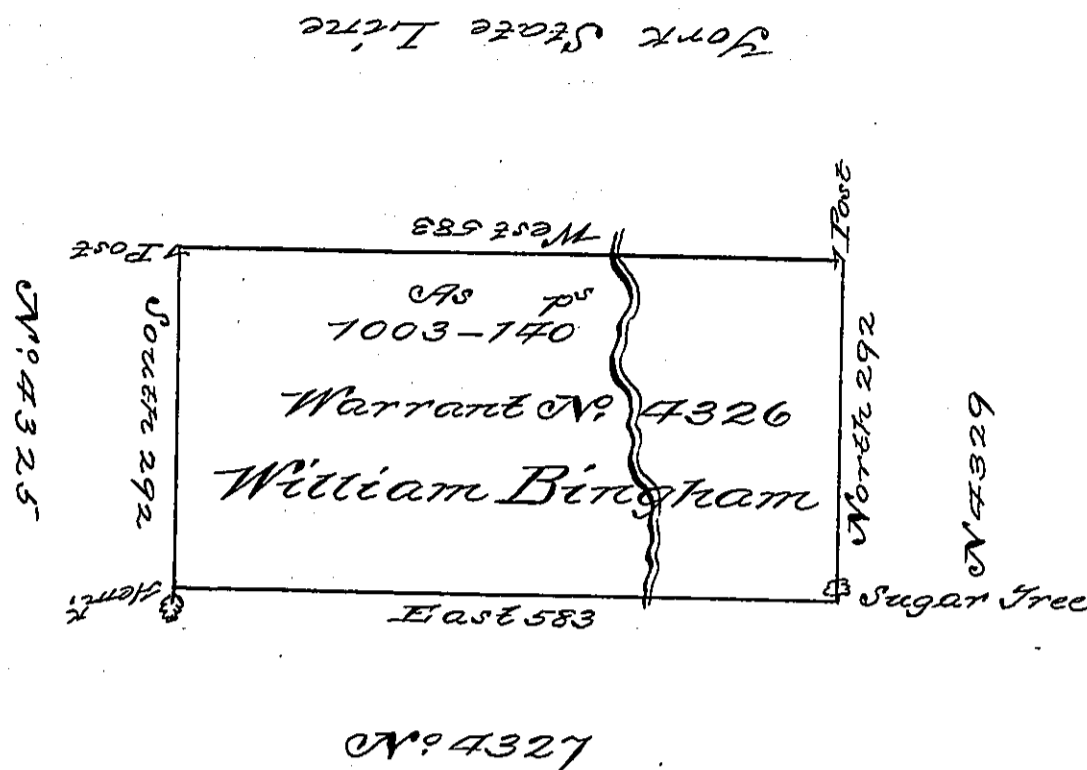 York State Line
West 583
Post
Post
As ps
1003-140
South 292
North 292
Warrant No. 4326
William Bingham
No. 4325
N 4329
Sugar Tree
East 583
No. 4327